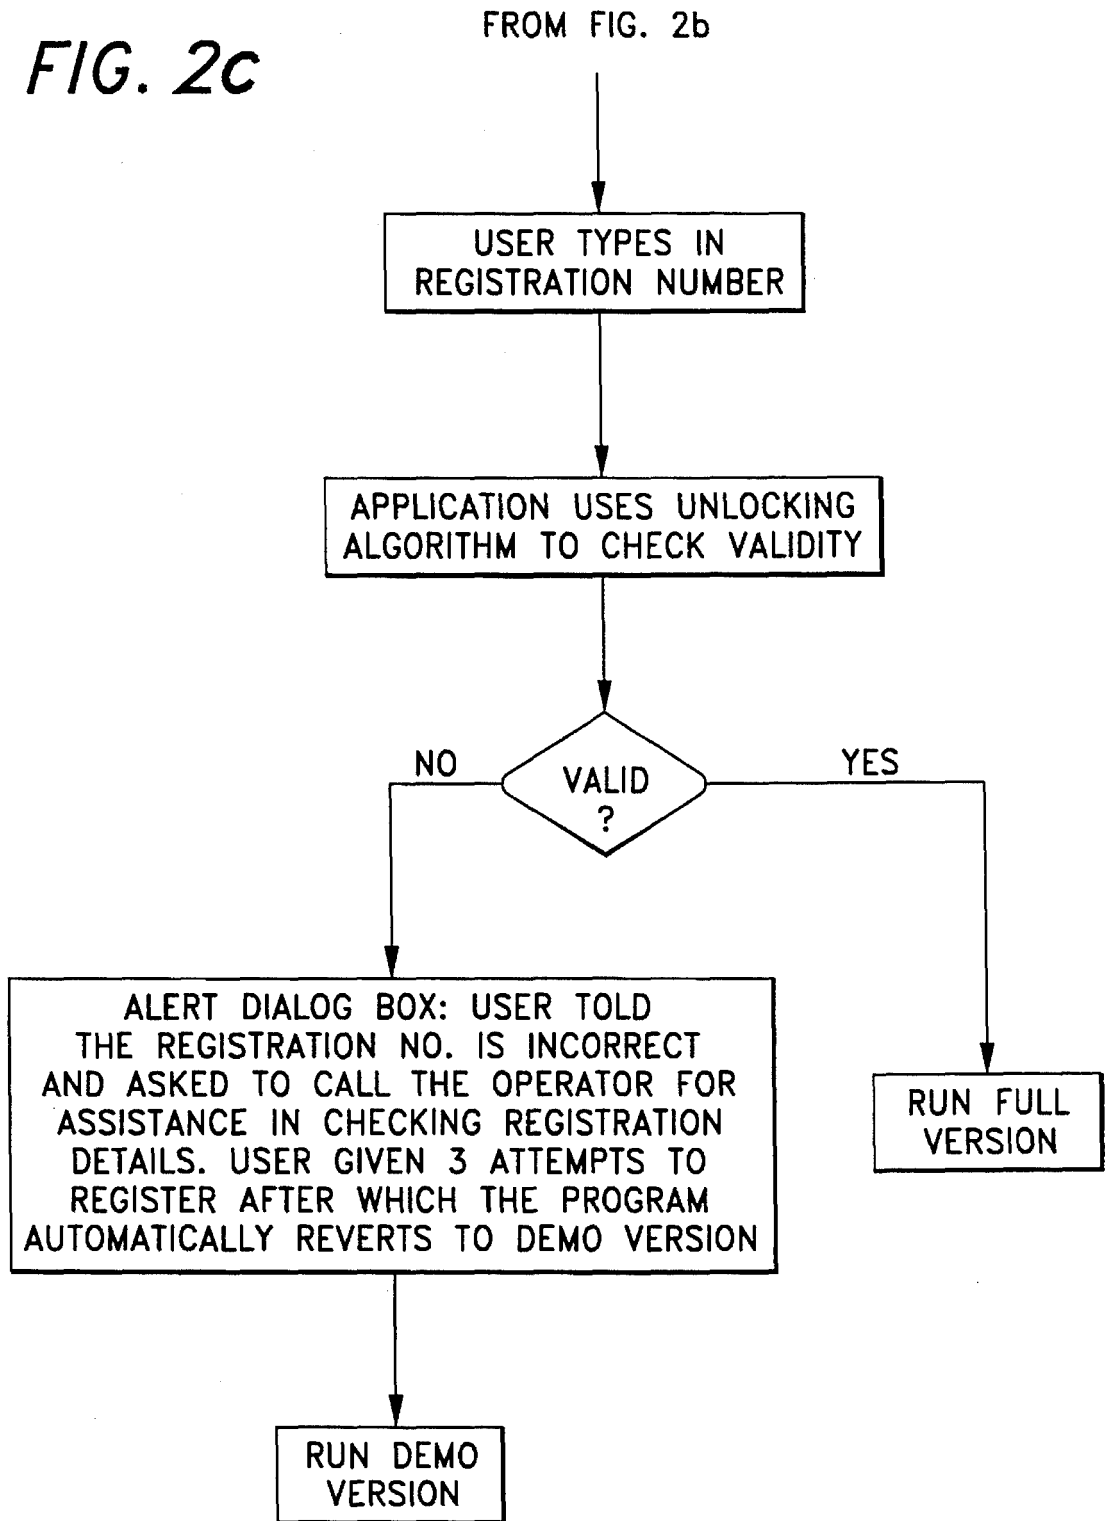 FROM FIG. 2b
FIG. 2c
USER TYPES IN
REGISTRATION NUMBER
APPLICATION USES UNLOCKING
ALGORITHM TO CHECK VALIDITY
NO
VALID
?
YES
ALERT DIALOG BOX: USER TOLD
THE REGISTRATION NO. IS INCORRECT
AND ASKED TO CALL THE OPERATOR FOR
ASSISTANCE IN CHECKING REGISTRATION
DETAILS. USER GIVEN 3 ATTEMPTS TO
REGISTER AFTER WHICH THE PROGRAM
AUTOMATICALLY REVERTS TO DEMO VERSION
RUN FULL
VERSION
RUN DEMO
VERSION